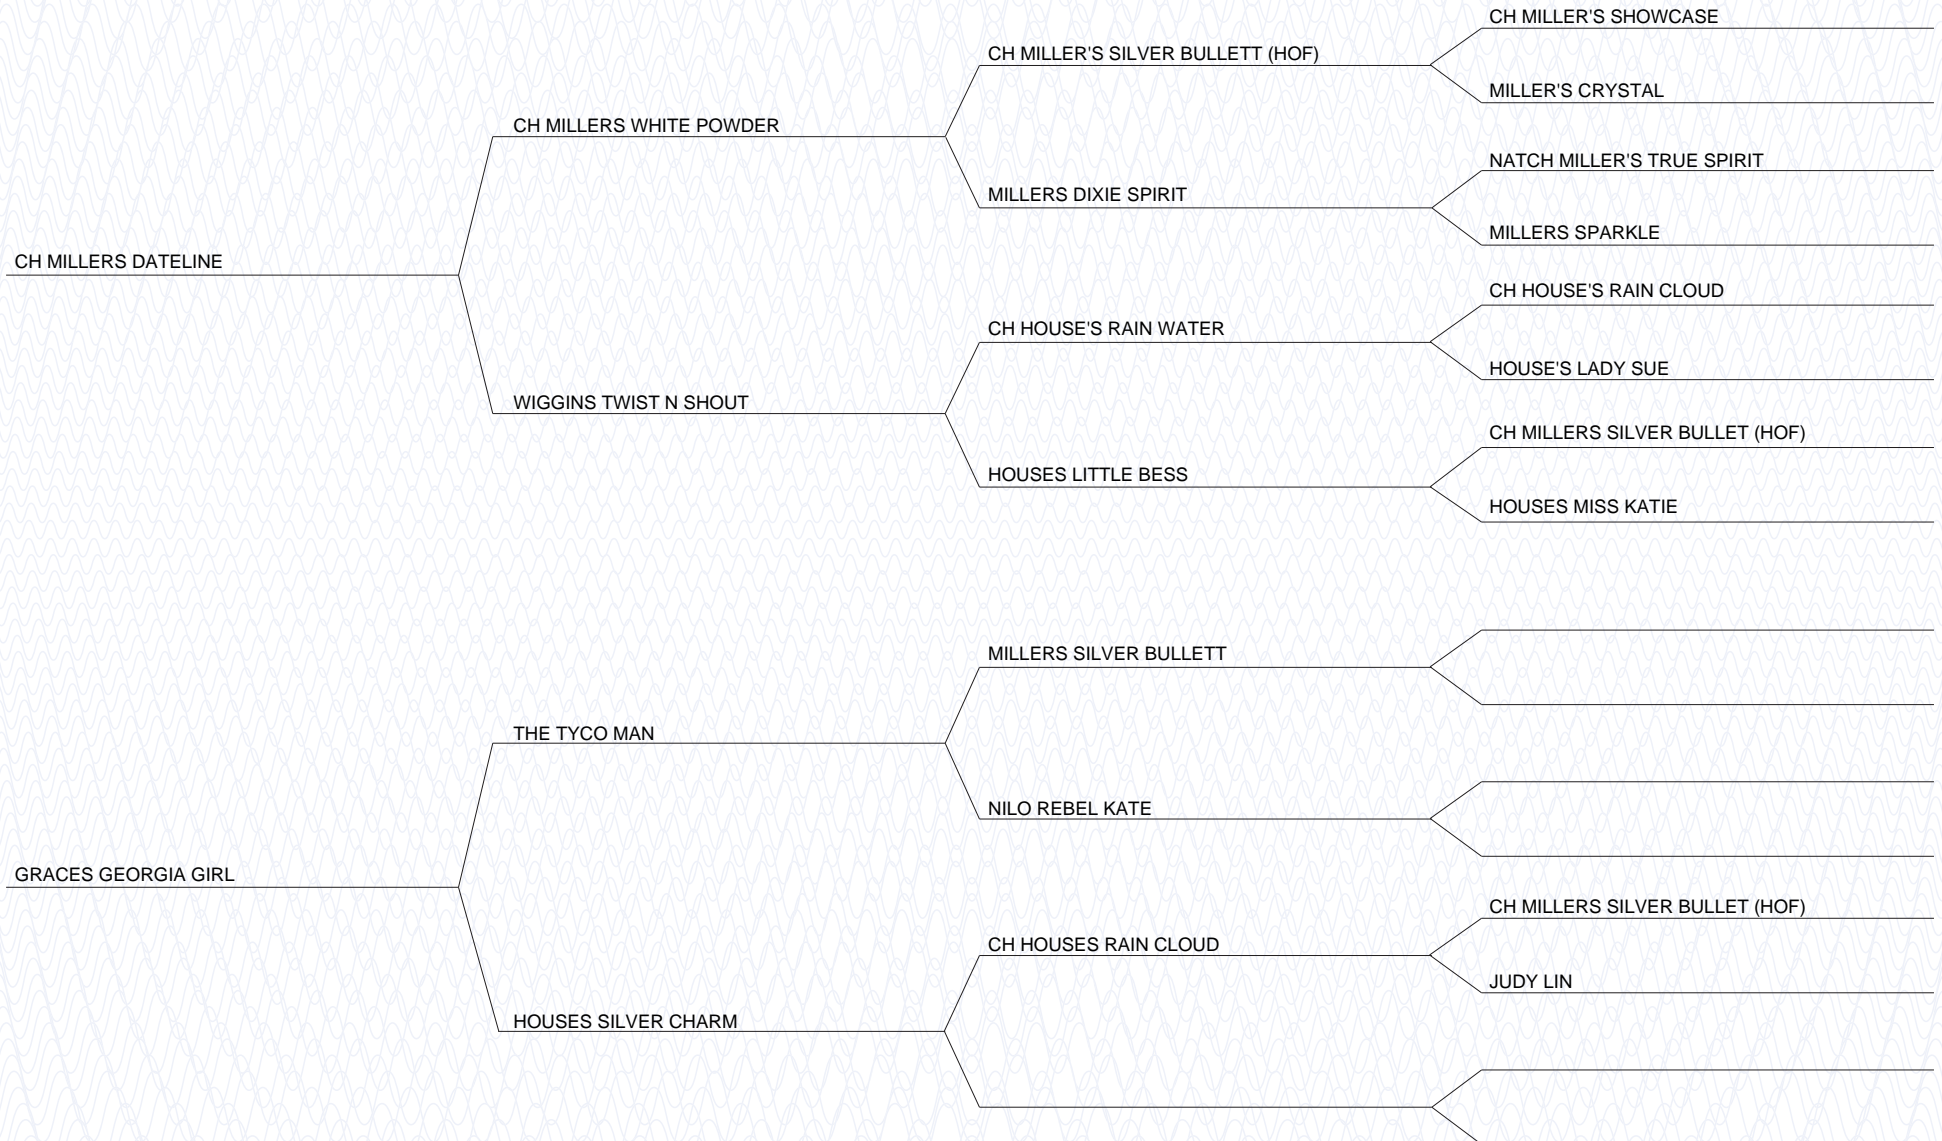 CH MILLER'S SHOWCASE
CH MILLER'S SILVER BULLETT (HOF)
MILLER'S CRYSTAL
CH MILLERS WHITE POWDER
NATCH MILLER'S TRUE SPIRIT
MILLERS DIXIE SPIRIT
MILLERS SPARKLE
CH MILLERS DATELINE
CH HOUSE'S RAIN CLOUD
CH HOUSE'S RAIN WATER
HOUSE'S LADY SUE
WIGGINS TWIST N SHOUT
CH MILLERS SILVER BULLET (HOF)
HOUSES LITTLE BESS
HOUSES MISS KATIE
MILLERS SILVER BULLETT
THE TYCO MAN
NILO REBEL KATE
GRACES GEORGIA GIRL
CH MILLERS SILVER BULLET (HOF)
CH HOUSES RAIN CLOUD
JUDY LIN
HOUSES SILVER CHARM